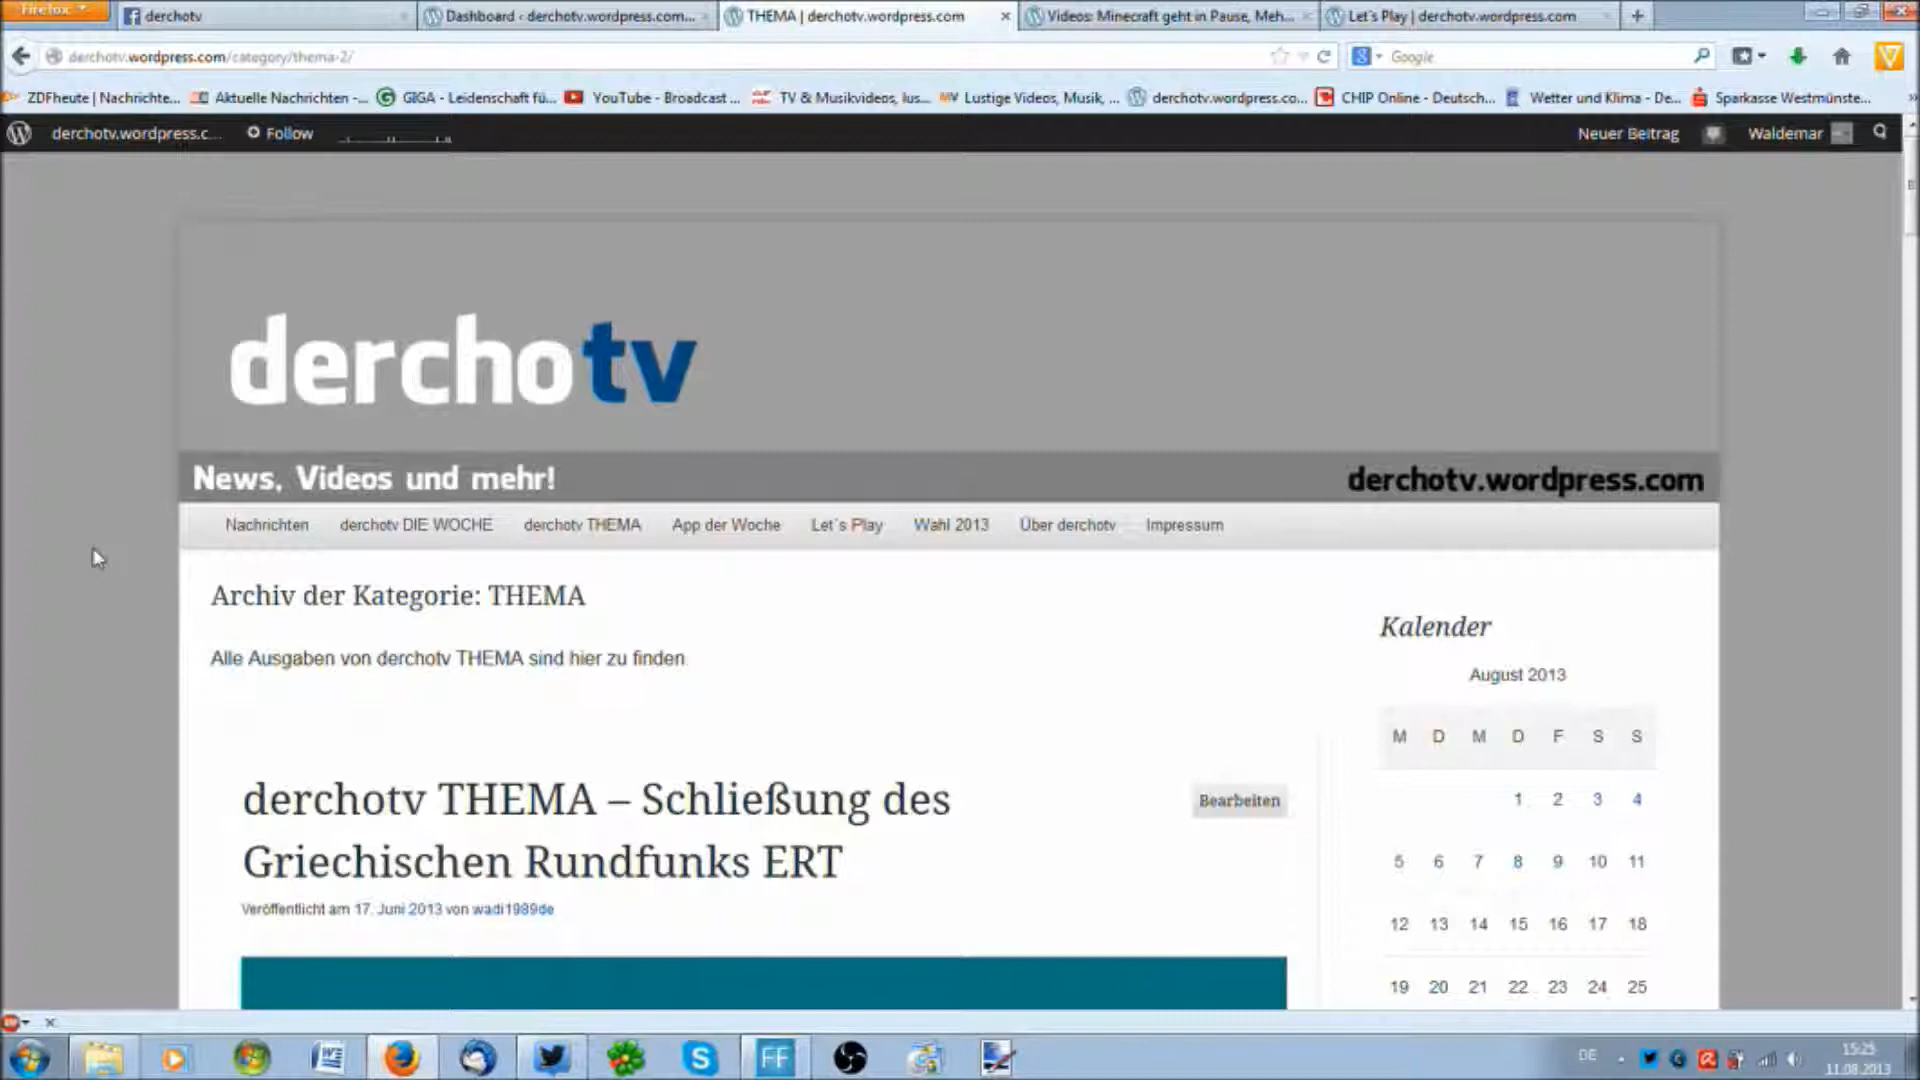 Firefox
derchotv
Dashboard ‹ derchotv.wordpress.com...
THEMA | derchotv.wordpress.com
Videos: Minecraft geht in Pause, Meh...
Let´s Play | derchotv.wordpress.com
derchotv.wordpress.com/category/thema-2/
Google
ZDFheute | Nachrichte...
Aktuelle Nachrichten -...
GIGA - Leidenschaft fü...
YouTube - Broadcast ...
TV & Musikvideos, lus...
Lustige Videos, Musik, ...
derchotv.wordpress.co...
CHIP Online - Deutsch...
Wetter und Klima - De...
Sparkasse Westmünste...
derchotv.wordpress.c...
Follow
Neuer Beitrag
Waldemar
derchotv
News, Videos und mehr!
derchotv.wordpress.com
Nachrichten
derchotv DIE WOCHE
derchotv THEMA
App der Woche
Let´s Play
Wahl 2013
Über derchotv
Impressum
Archiv der Kategorie: THEMA
Alle Ausgaben von derchotv THEMA sind hier zu finden
Kalender
August 2013
M D M D F S S
1 2 3 4
5 6 7 8 9 10 11
12 13 14 15 16 17 18
19 20 21 22 23 24 25
derchotv THEMA – Schließung des
Griechischen Rundfunks ERT
Bearbeiten
Veröffentlicht am 17. Juni 2013 von wadi1989de
FF
DE
15:25
11.08.2013